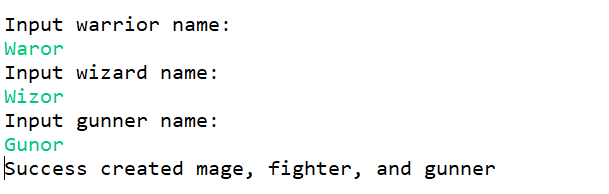 Input warrior name:
Waror
Input wizard name:
Wizor
Input gunner name:
Gunor
Success created mage, fighter, and gunner